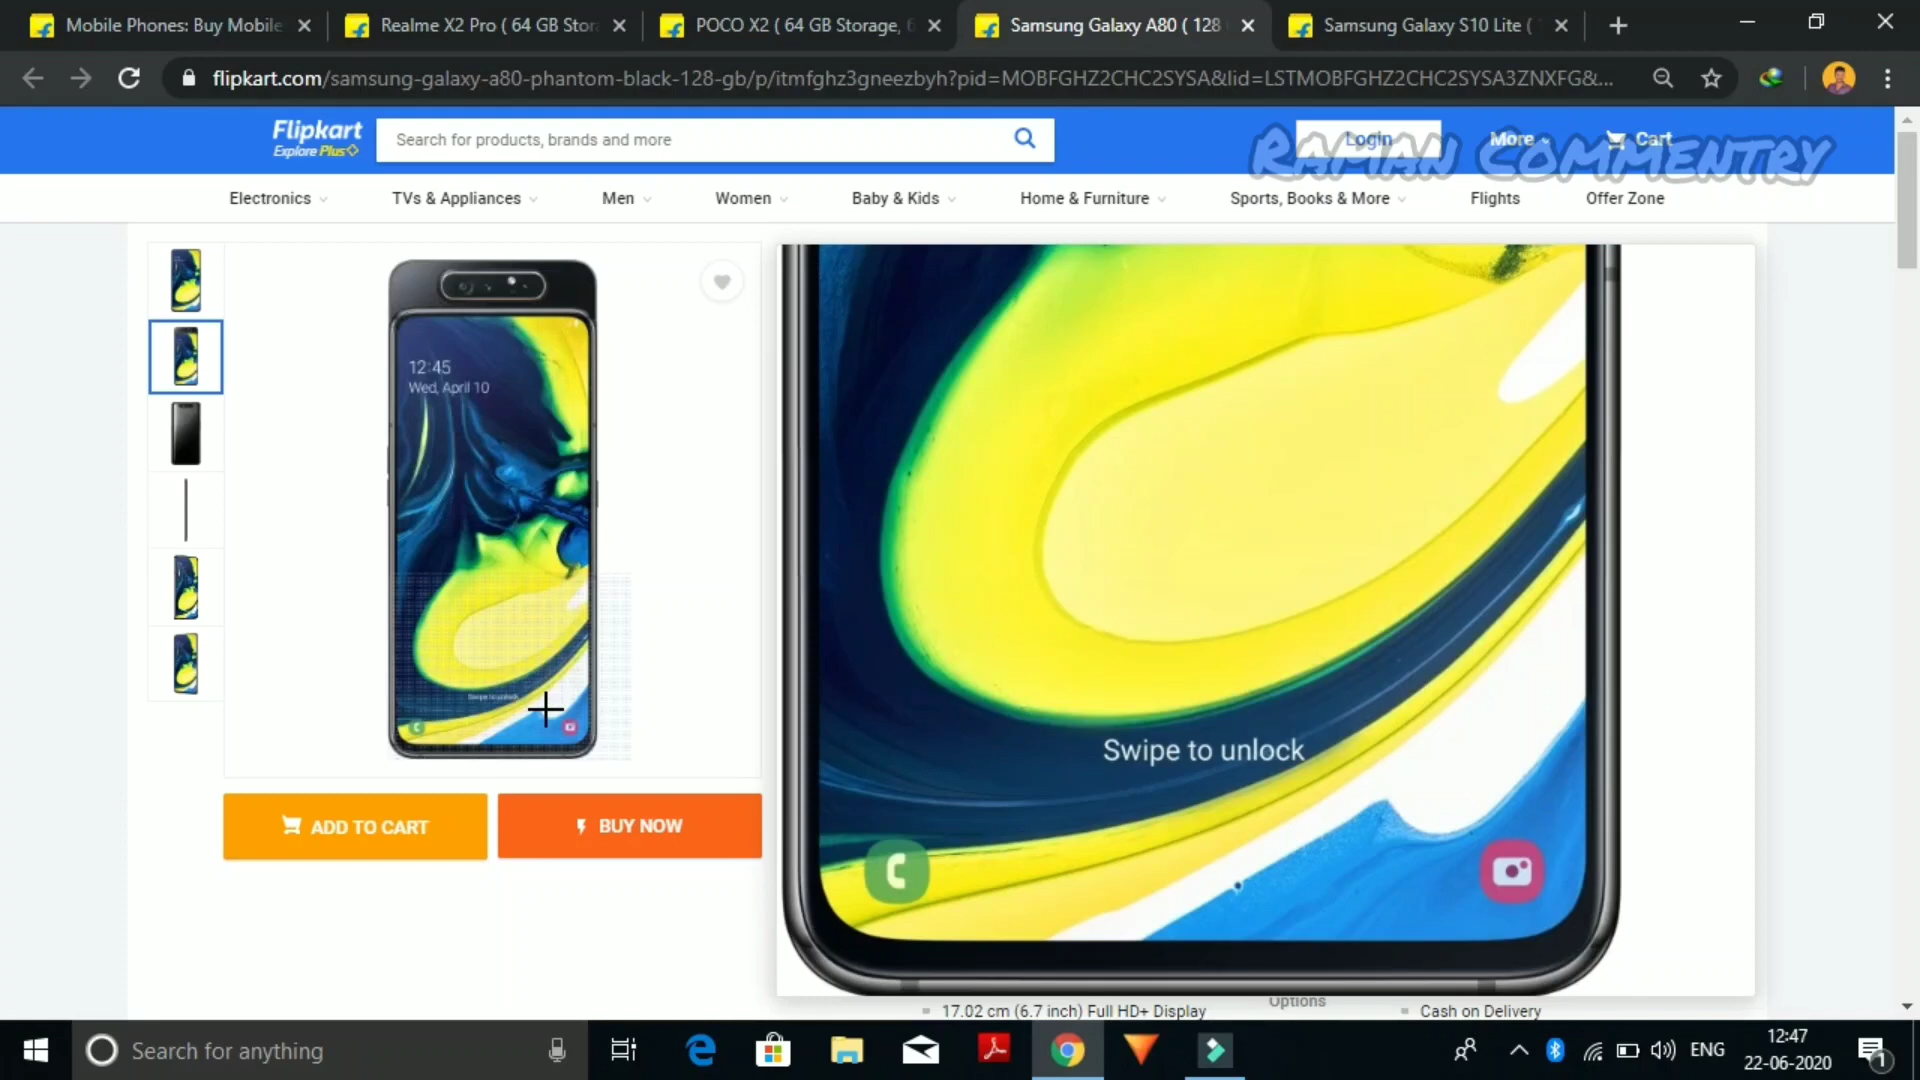 Mobile Phones: Buy Mobile
Realme X2 Pro ( 64 GB Stor
POCO X2 ( 64 GB Storage, 6
Samsung Galaxy A80 ( 128
Samsung Galaxy S10 Lite (
flipkart.com/samsung-galaxy-a80-phantom-black-128-gb/p/itmfghz3gneezbyh?pid=MOBFGHZ2CHC2SYSA&lid=LSTMOBFGHZ2CHC2SYSA3ZNXFG&...
Flipkart
Explore Plus
Search for products, brands and more
Login
More
Cart
Raman Commentry
Electronics
TVs & Appliances
Men
Women
Baby & Kids
Home & Furniture
Sports, Books & More
Flights
Offer Zone
12:45
Wed, April 10
Swipe to unlock
Swipe to unlock
ADD TO CART
BUY NOW
Options
17.02 cm (6.7 inch) Full HD+ Display
Cash on Delivery
Search for anything
ENG
12:47
22-06-2020
1